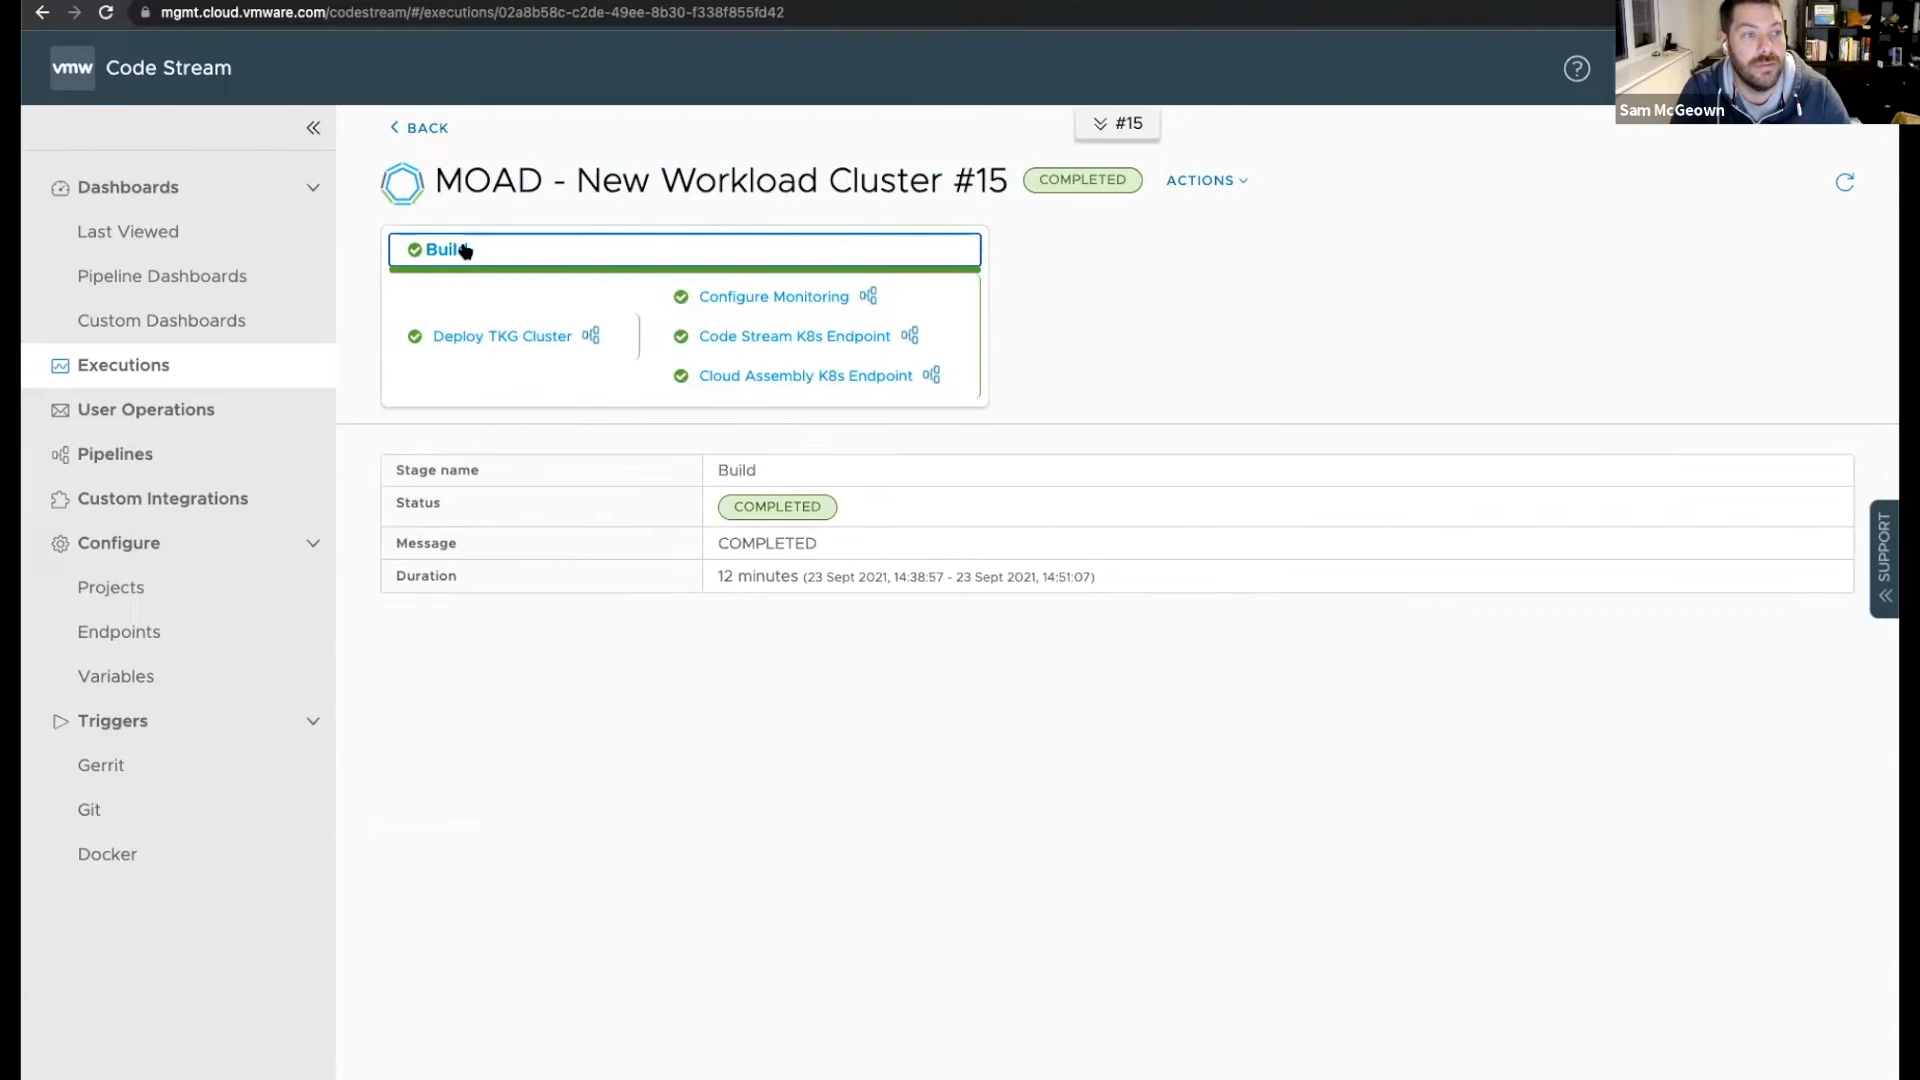 mgmt.cloud.vmware.com/codestream/#/executions/02a8b58c-c2de-49ee-8b30-f338f855fd42
vmw Code Stream
Sam McGeown
BACK
#15
MOAD - New Workload Cluster #15
COMPLETED
ACTIONS
Dashboards
Last Viewed
Pipeline Dashboards
Custom Dashboards
Executions
User Operations
Pipelines
Custom Integrations
Configure
Projects
Endpoints
Variables
Triggers
Gerrit
Git
Docker
Build
Deploy TKG Cluster
Configure Monitoring
Code Stream K8s Endpoint
Cloud Assembly K8s Endpoint
Stage name Build
Status COMPLETED
Message COMPLETED
Duration 12 minutes (23 Sept 2021, 14:38:57 - 23 Sept 2021, 14:51:07)
SUPPORT